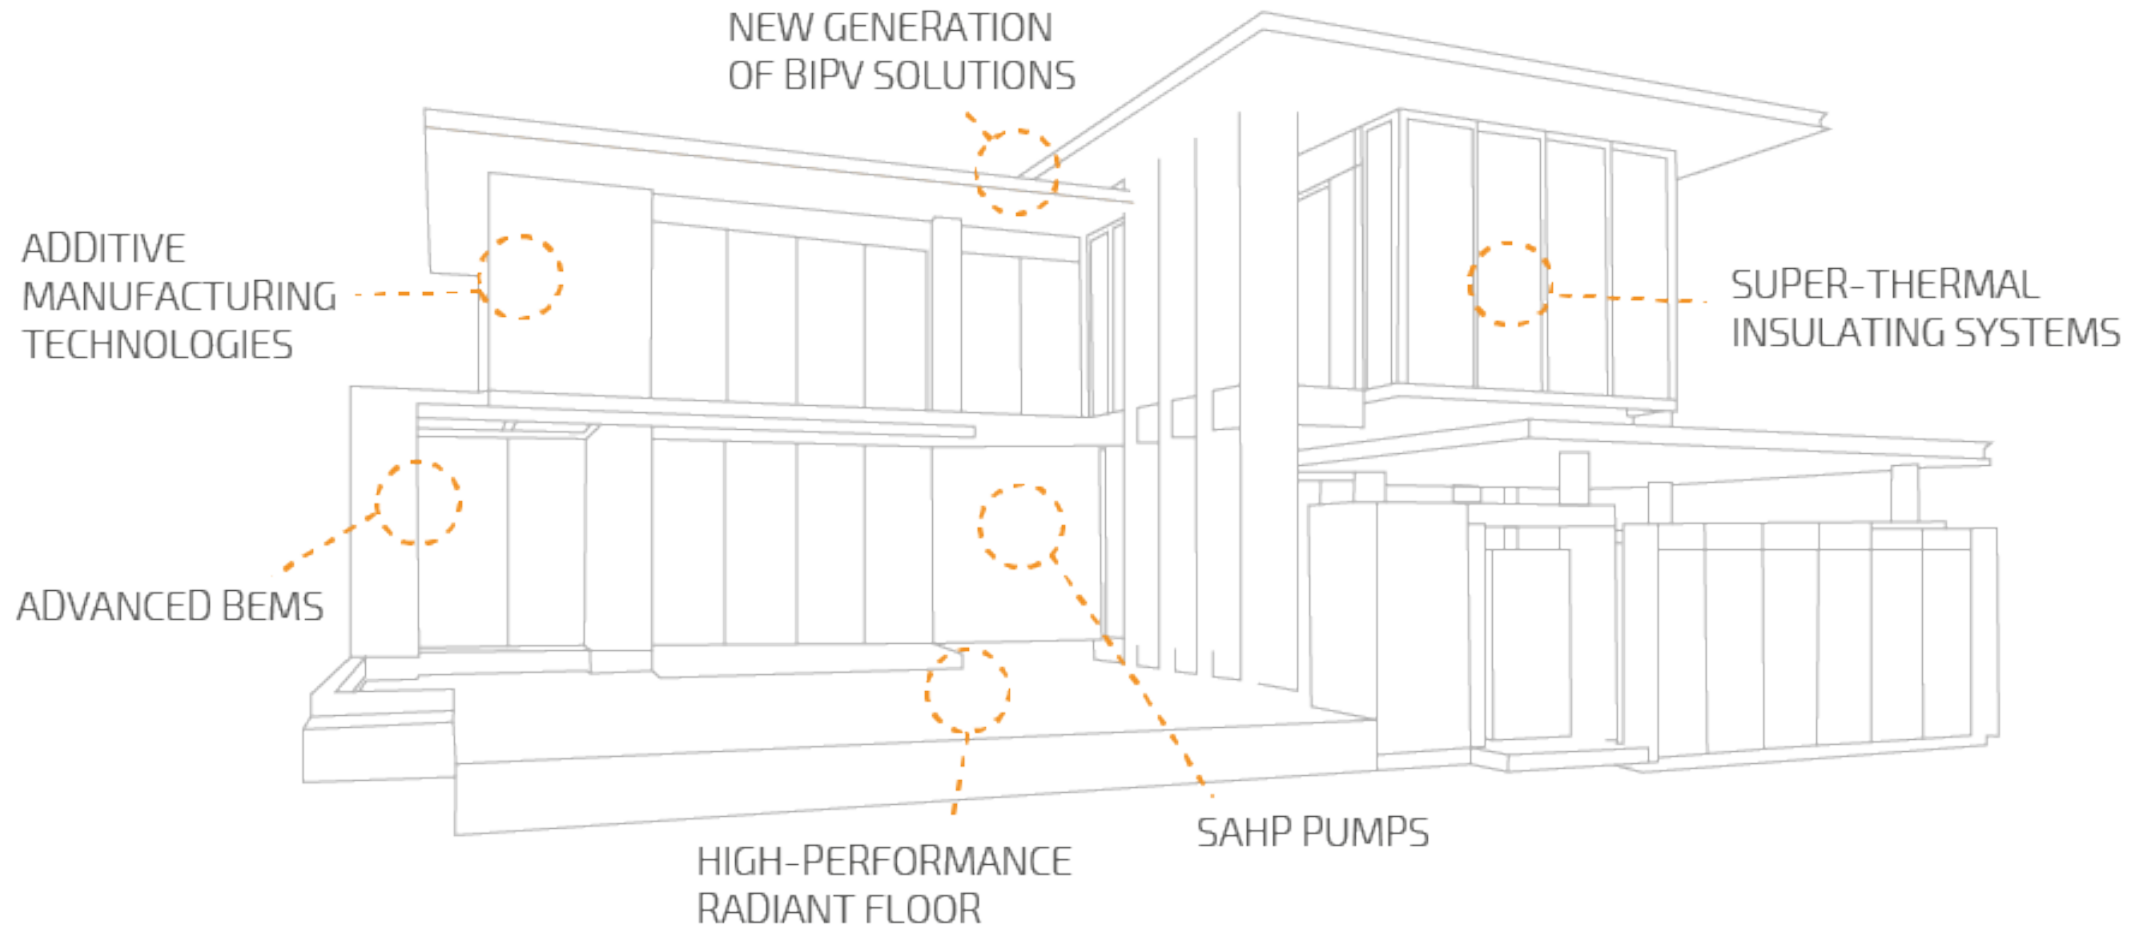 NEW GENERATION
OF BIPV SOLUTIONS
ADDITIVE
MANUFACTURING
TECHNOLOGIES
SUPER-THERMAL
INSULATING SYSTEMS
ADVANCED BEMS
SAHP PUMPS
HIGH-PERFORMANCE
RADIANT FLOOR